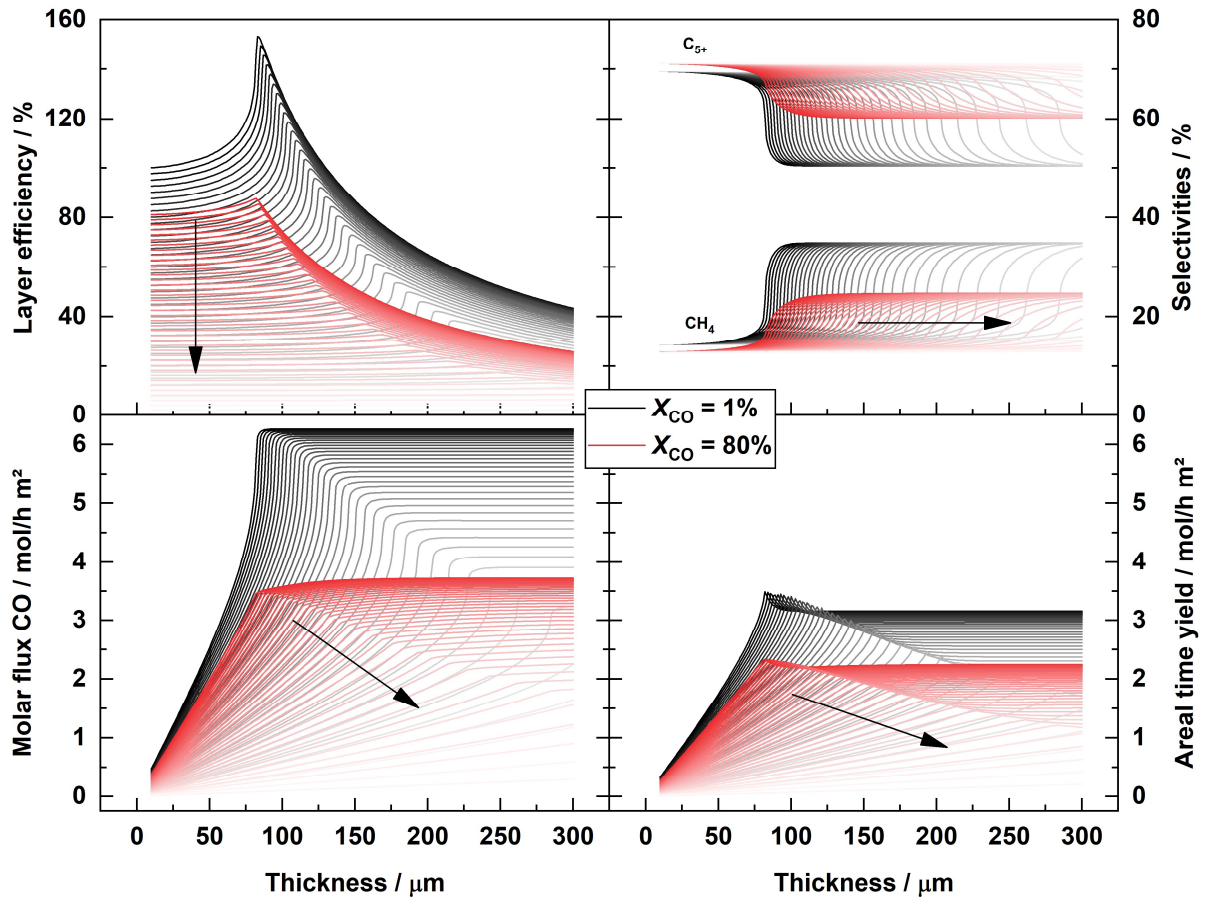 160
120
80
40
0
Layer efficiency / %
C5+
CH4
80
60
40
20
0
Selectivities / %
XCO = 1%
XCO = 80%
6
5
4
3
2
1
0
Molar flux CO / mol/h m²
6
5
4
3
2
1
0
Areal time yield / mol/h m²
0 50 100 150 200 250 300
0 50 100 150 200 250 300
Thickness / μm
Thickness / μm